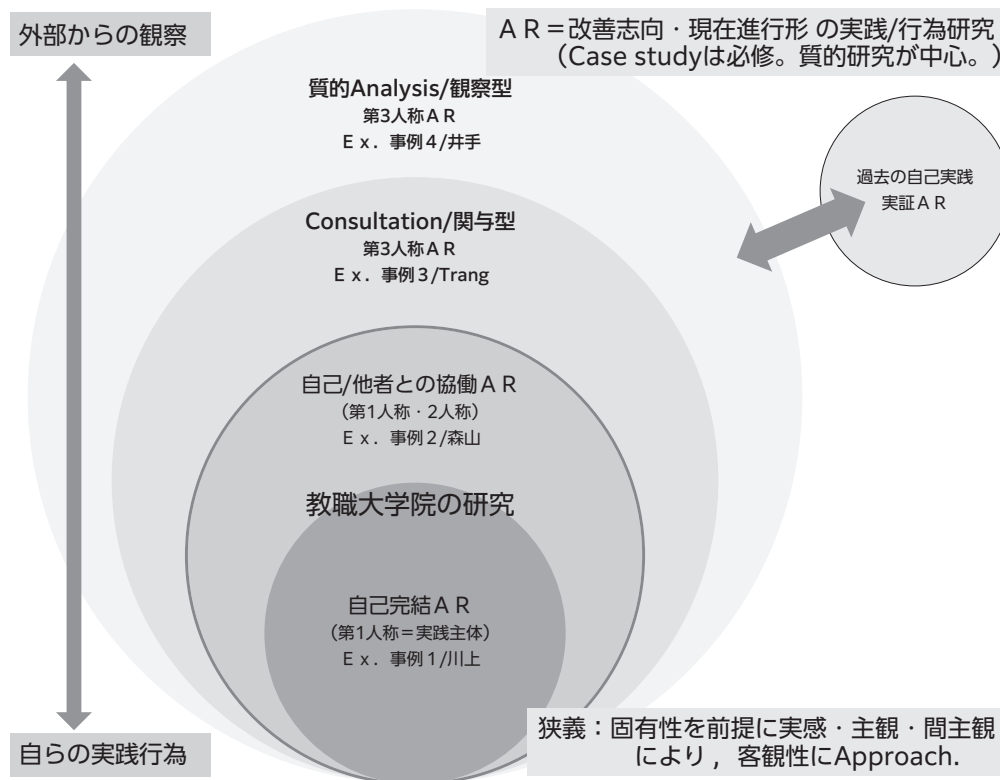 外部からの観察
AR=改善志向・現在進行形 の実践/行為研究
(Case studyは必修。質的研究が中心。)
質的Analysis/観察型
第3人称AR
Ex. 事例4/井手
過去の自己実践
実証AR
Consultation/関与型
第3人称AR
Ex. 事例3/Trang
自己/他者との協働AR
(第1人称・2人称)
Ex. 事例2/森山
教職大学院の研究
自己完結AR
(第1人称=実践主体)
Ex. 事例1/川上
狭義：固有性を前提に実感・主観・間主観
により, 客観性にApproach.
自らの実践行為